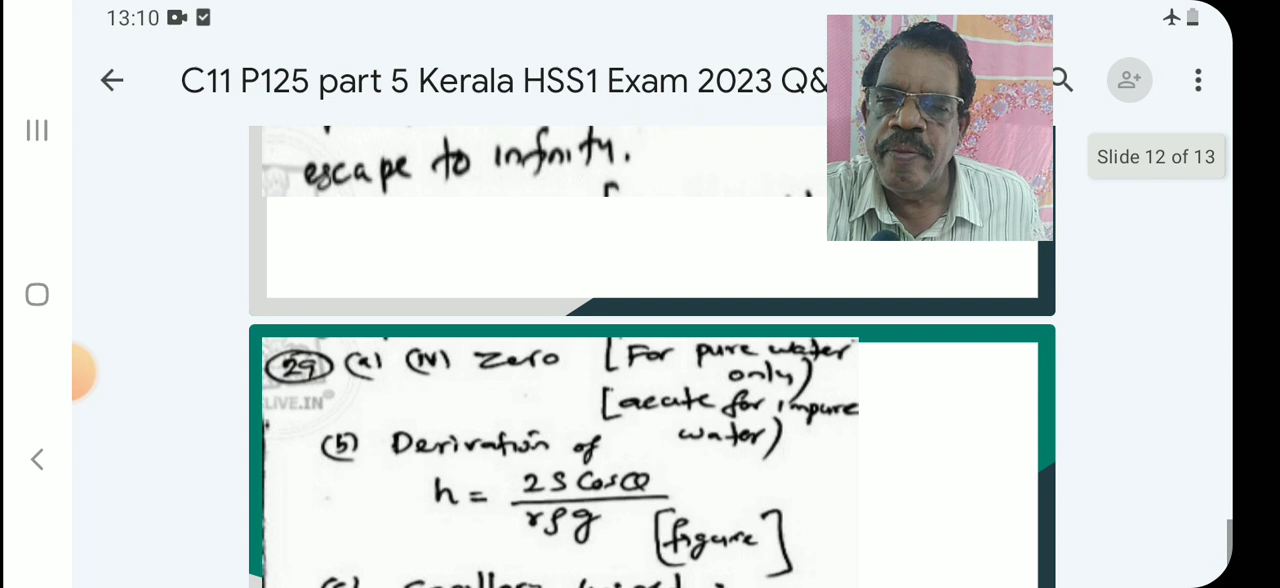 13:10
C11 P125 part 5 Kerala HSS1 Exam 2023 Q&
Slide 12 of 13
escape to infinity.
29 (a) (iv) zero [For pure water only)
LIVE.IN
[acute for impure water)
(b) Derivation of
h = 2 S Cosθ / rρg [figure]